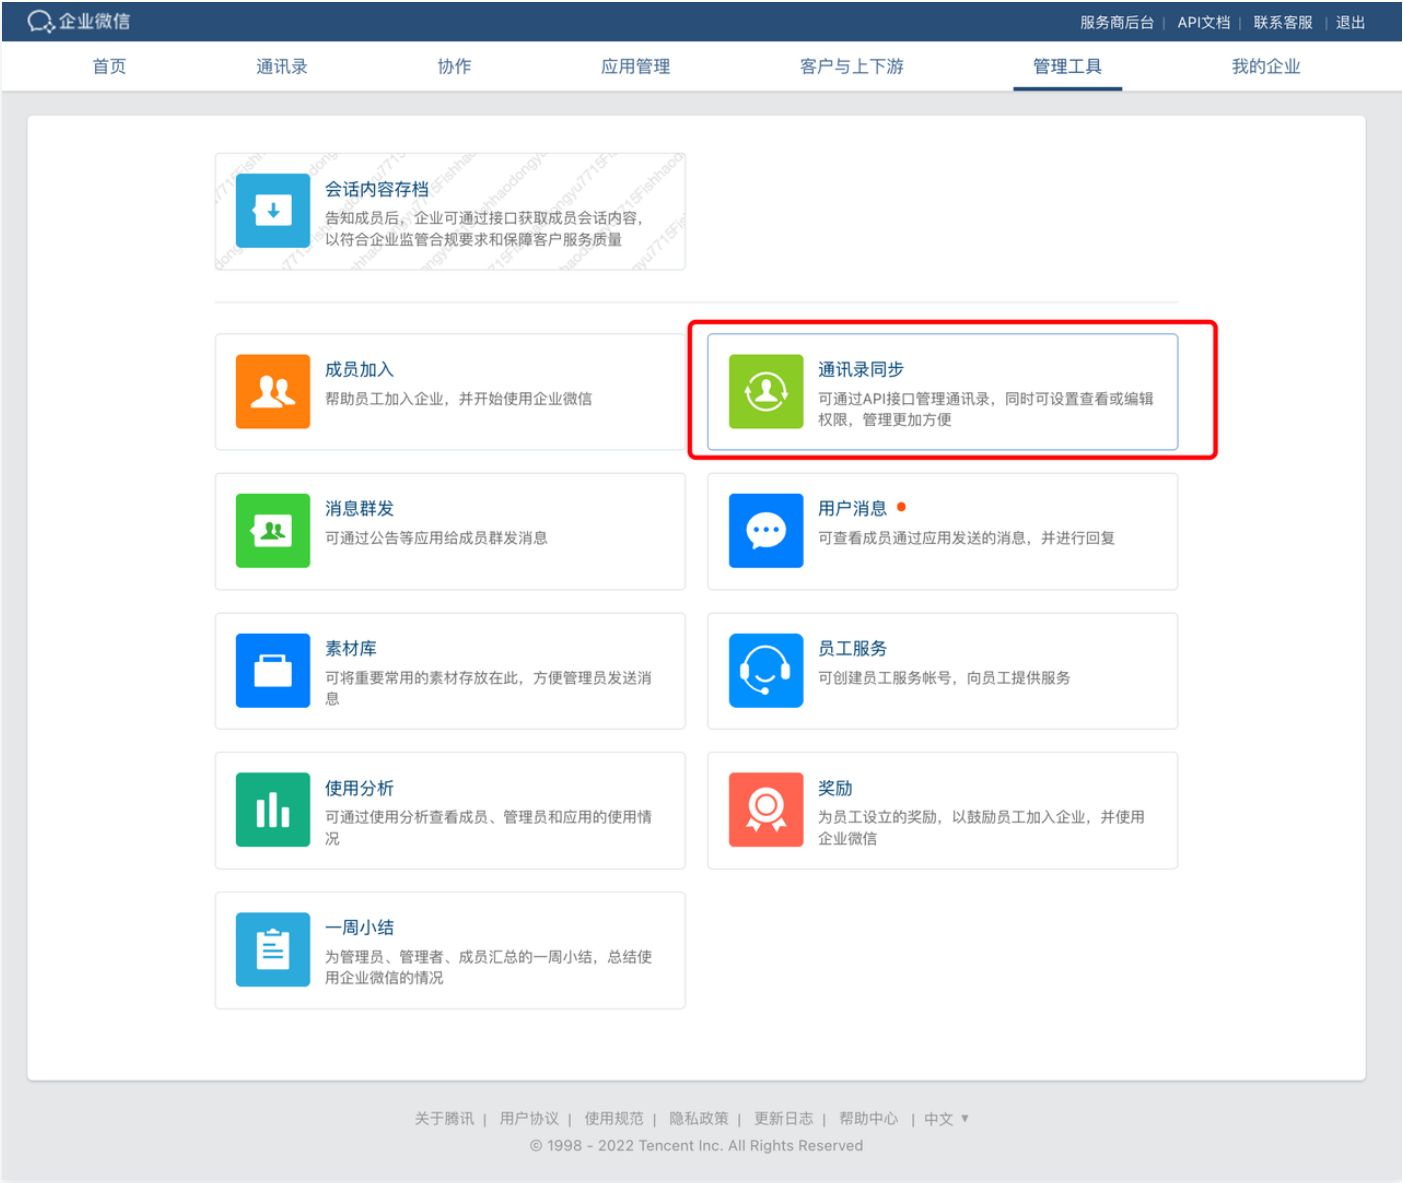 企业微信
服务商后台 | API文档 | 联系客服 | 退出
首页 通讯录 协作 应用管理 客户与上下游 管理工具 我的企业
会话内容存档
告知成员后，企业可通过接口获取成员会话内容，
以符合企业监管合规要求和保障客户服务质量
成员加入
帮助员工加入企业，并开始使用企业微信
通讯录同步
可通过API接口管理通讯录，同时可设置查看或编辑
权限，管理更加方便
消息群发
可通过公告等应用给成员群发消息
用户消息
可查看成员通过应用发送的消息，并进行回复
素材库
可将重要常用的素材存放在此，方便管理员发送消
息
员工服务
可创建员工服务帐号，向员工提供服务
使用分析
可通过使用分析查看成员、管理员和应用的使用情
况
奖励
为员工设立的奖励，以鼓励员工加入企业，并使用
企业微信
一周小结
为管理员、管理者、成员汇总的一周小结，总结使
用企业微信的情况
关于腾讯 | 用户协议 | 使用规范 | 隐私政策 | 更新日志 | 帮助中心 | 中文 ▼
© 1998 - 2022 Tencent Inc. All Rights Reserved